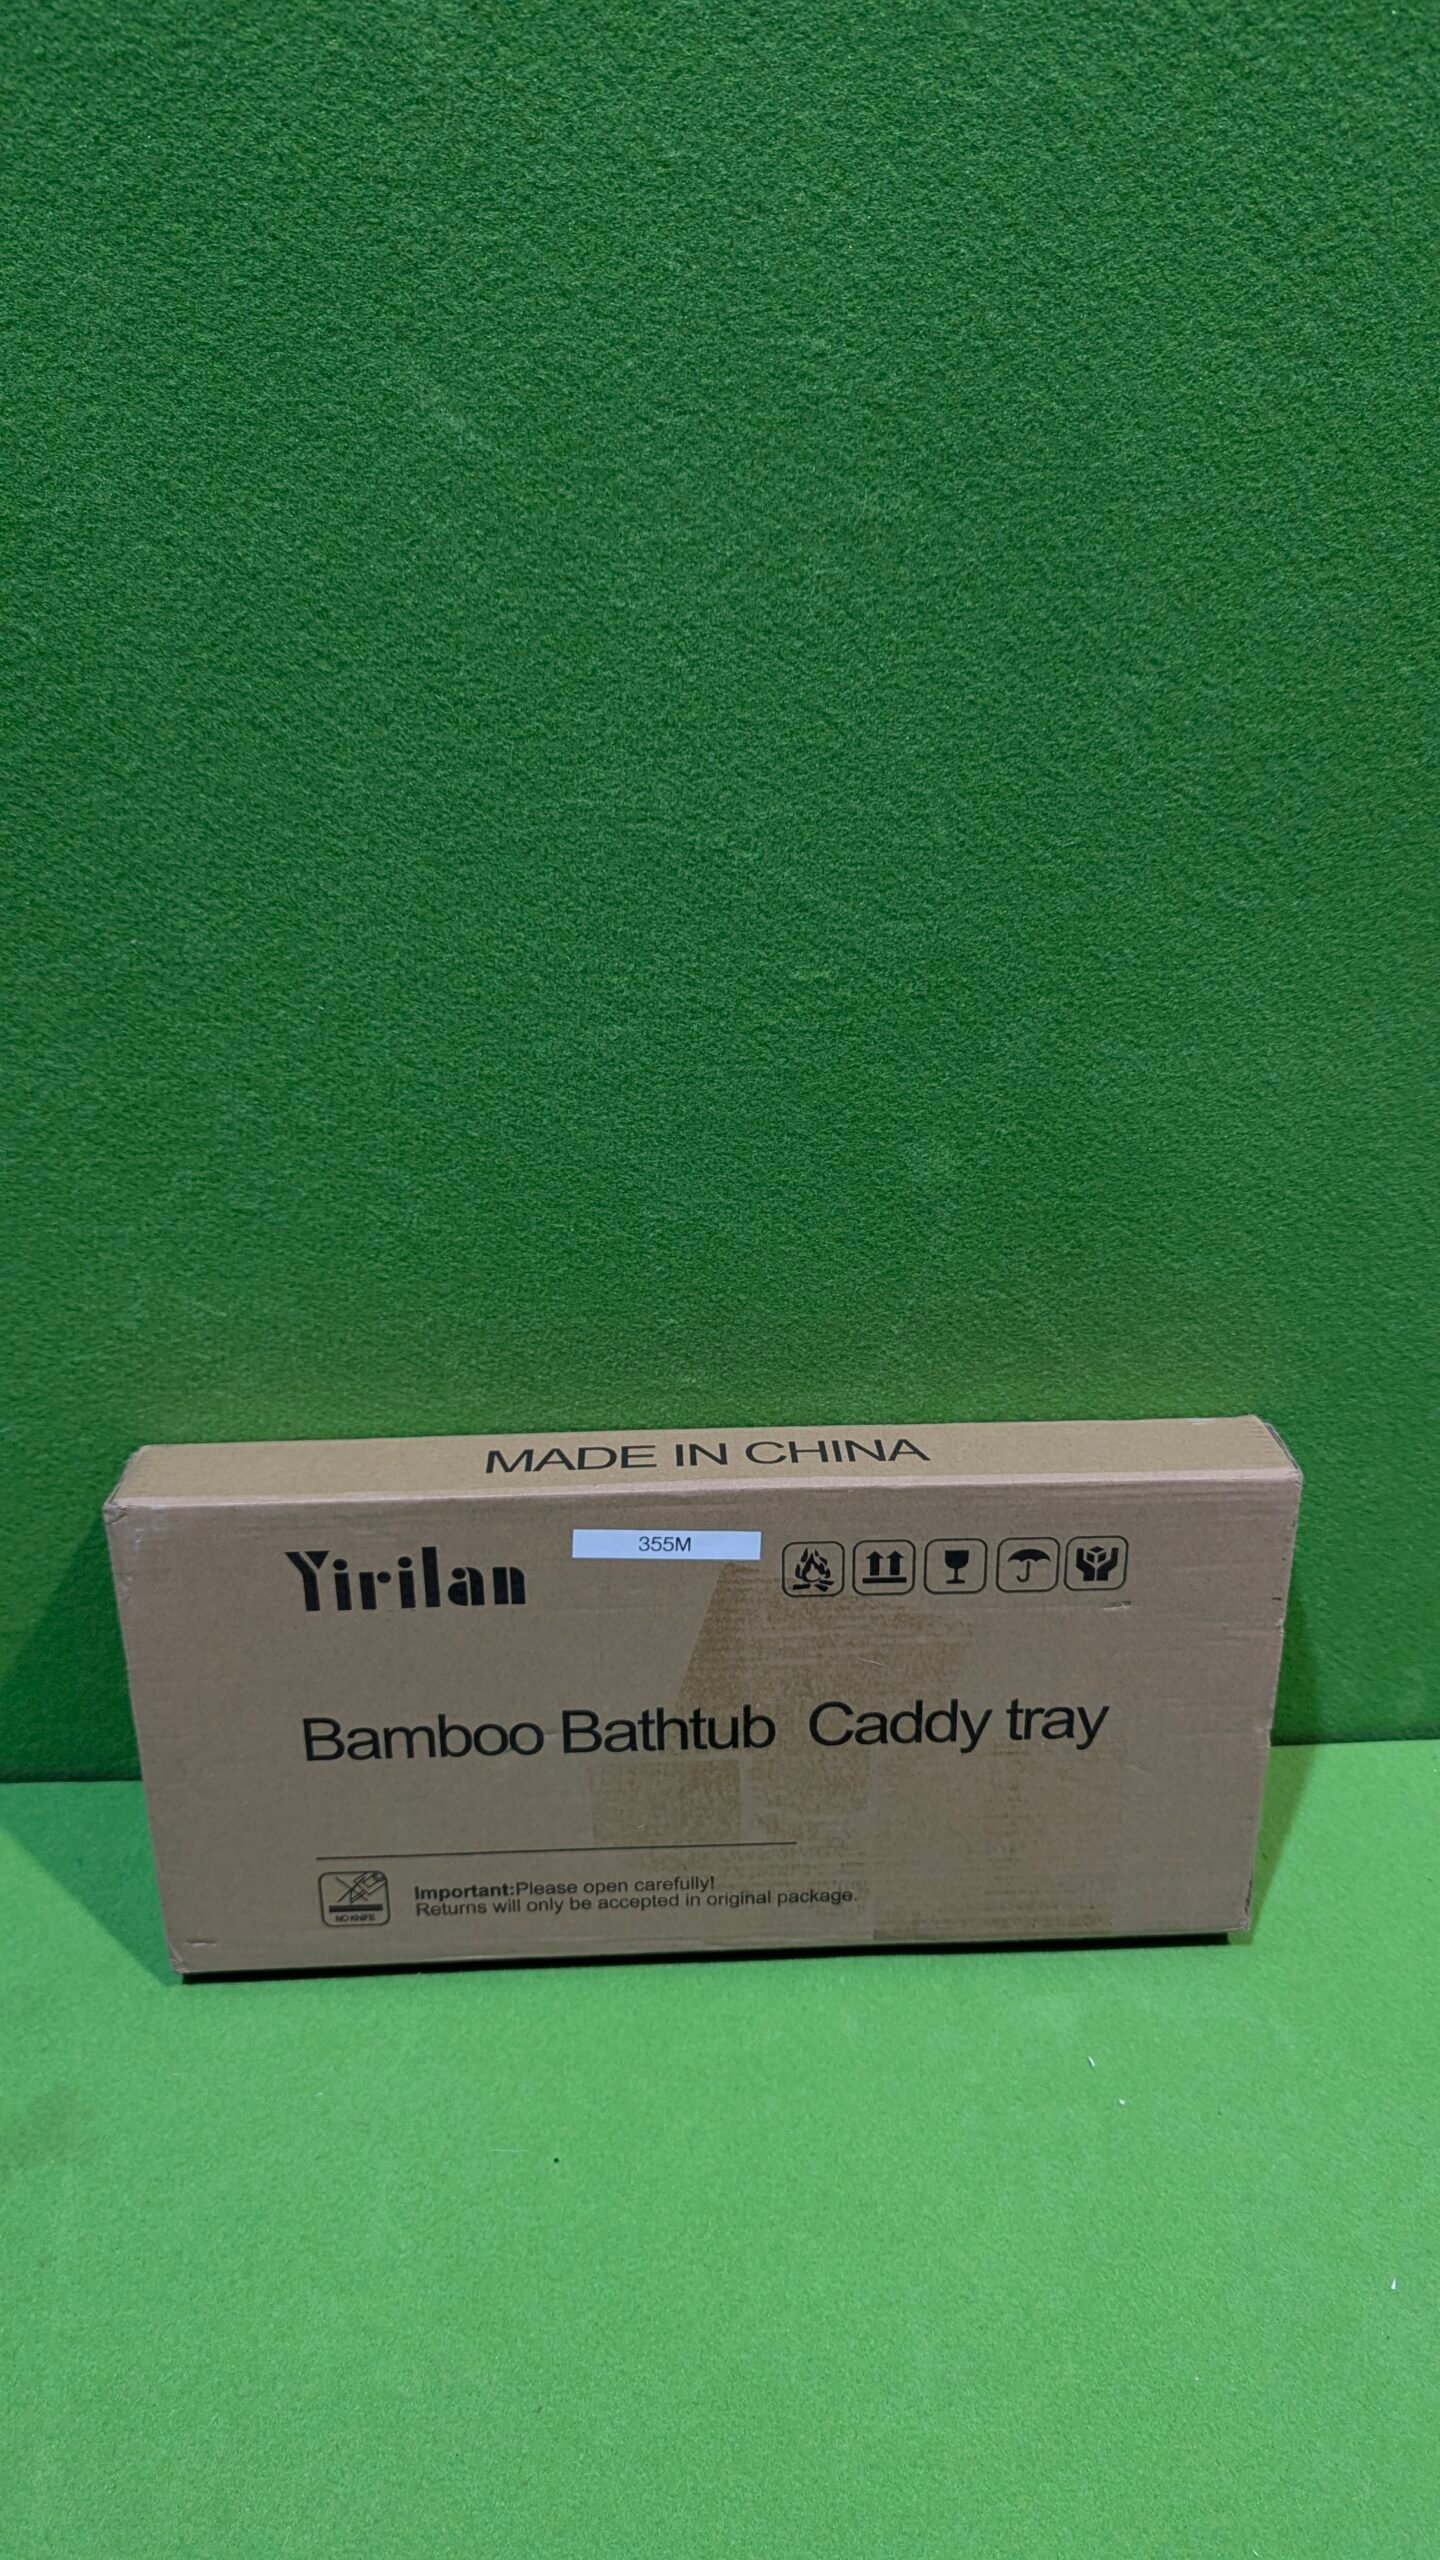 MADE IN CHINA
Yirilan
355M
Bamboo Bathtub Caddy tray
NO KNIFE
Important:Please open carefully!
Returns will only be accepted in original package.